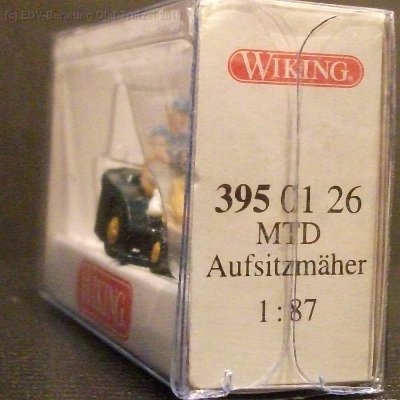 WIKING
395 01 26
MTD
Aufsitzmäher
1:87
WIKING